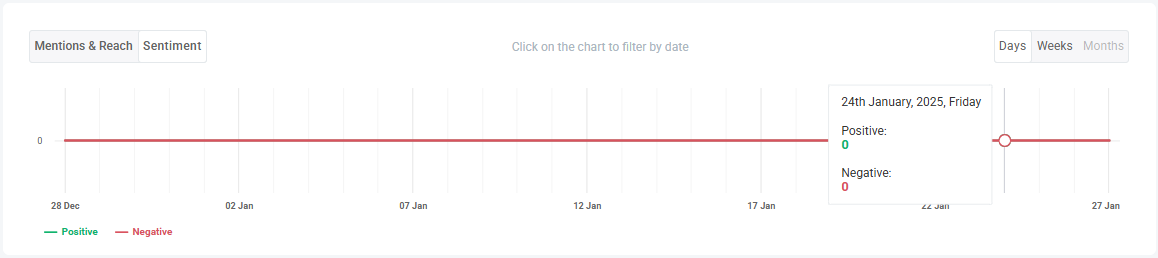 Mentions & Reach Sentiment Click on the chart to filter by date Days Weeks Months
24th January, 2025, Friday
Positive:
0
Negative:
0
0
28 Dec 02 Jan 07 Jan 12 Jan 17 Jan 22 Jan 27 Jan
Positive Negative